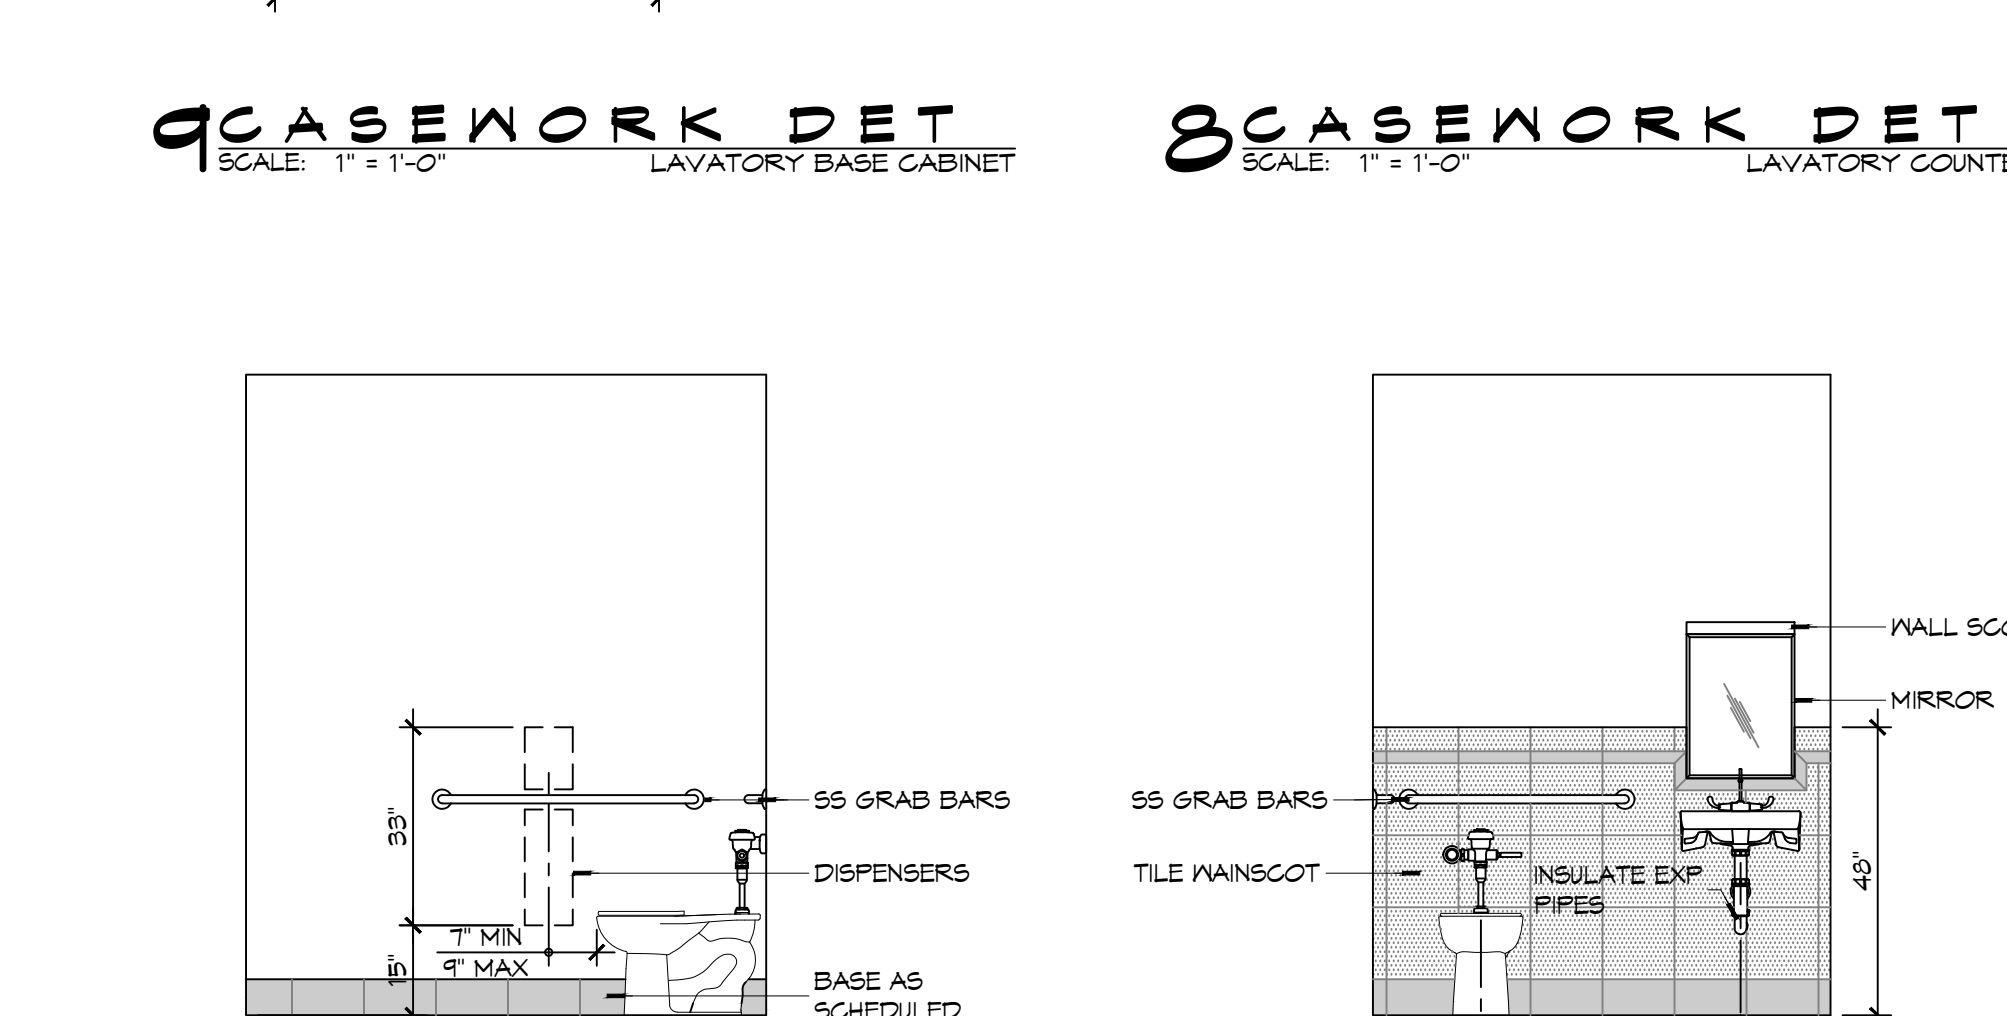 9 CASEWORK DET
SCALE: 1" = 1'-0" LAVATORY BASE CABINET
8 CASEWORK DET
SCALE: 1" = 1'-0" LAVATORY
WALL
MIRROR
SS GRAB BARS
SS GRAB BARS
33"
DISPENSERS
TILE WAINSCOT
INSULATE EXP
PIPES
48"
7" MIN
9" MAX
15"
BASE AS
SCHEDULED